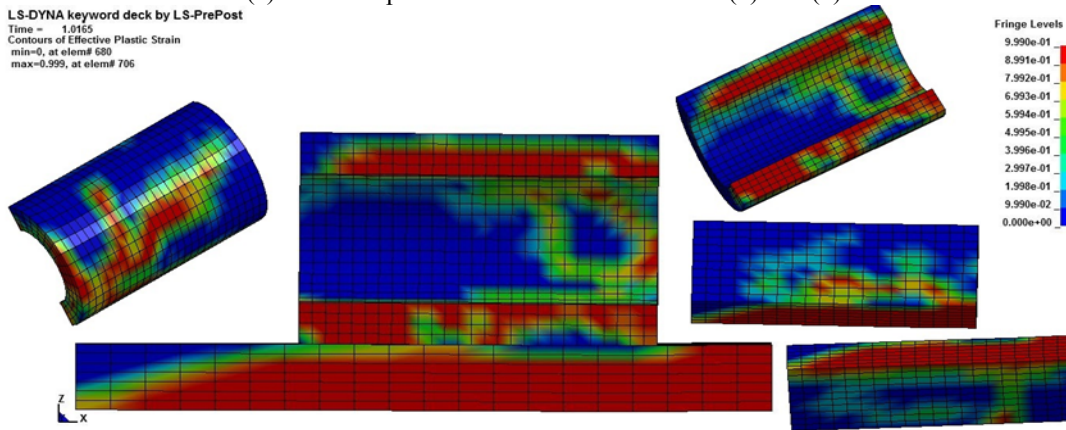 (a) (b) (c)
LS-DYNA keyword deck by LS-PrePost
Time = 1.0165
Contours of Effective Plastic Strain
min=0, at elem# 680
max=0.999, at elem# 706
Fringe Levels
9.990e-01
8.991e-01
7.992e-01
6.993e-01
5.994e-01
4.995e-01
3.996e-01
2.997e-01
1.998e-01
9.990e-02
0.000e+00
Z
X